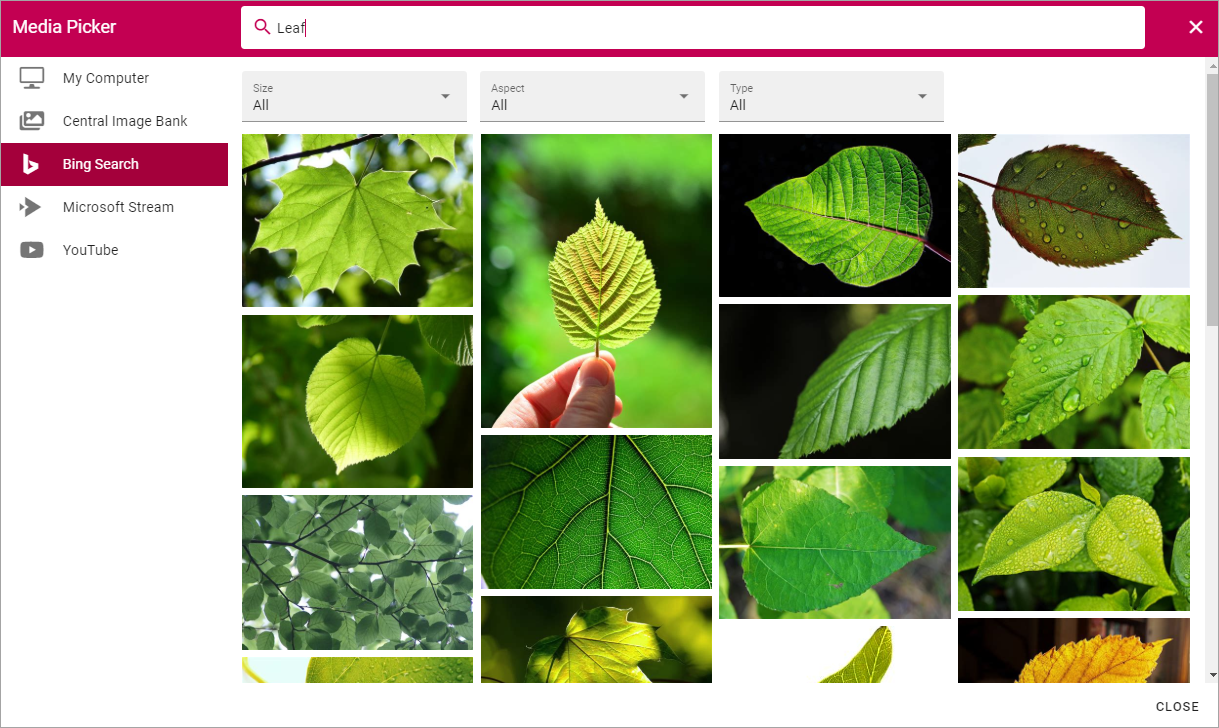 Media Picker
Leaf
My Computer
Central Image Bank
Bing Search
Microsoft Stream
YouTube
Size
All
Aspect
All
Type
All
CLOSE